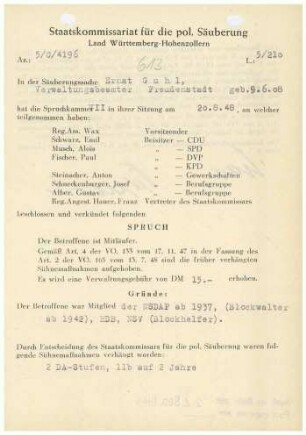 Staatskommissariat für die pol. Säuberung
Land Württemberg-Hohenzollern
Az.: 5/G/4196
613
L: 5/210
In der Säuberungssache Ernst Gohl,
Verwaltungsbeamter Freudenstadt geb. 9.6.08
hat die Spruchkammer III in ihrer Sitzung am 20.8.48, an welcher
teilgenommen haben:
Reg.Ass. Wax Vorsitzender
Schwarz, Emil Beisitzer — CDU
Musch, Alois „ — SPD
Fischer, Paul „ — DVP
„ — KPD
Steinacher, Anton „ — Gewerkschaften
Schneckenburger, Josef „ — Berufsgruppe
Alber, Gustav „ — Berufsgruppe
Reg.Angest. Haner, Franz Vertreter des Staatskommissars
beschlossen und verkündet folgenden
SPRUCH
Der Betroffene ist Mitläufer.
Gemäß Art. 4 der VO. 133 vom 17. 11. 47 in der Fassung des
Art. 2 der VO. 165 vom 13. 7. 48 sind die früher verhängten
Sühnemaßnahmen aufgehoben.
Es wird eine Verwaltungsgebühr von DM 15.- erhoben.
Gründe:
Der Betroffene war Mitglied der NSDAP ab 1937, (Blockwalter
ab 1942), RDB, NSV (Blockhelfer).
Durch Entscheidung des Staatskommissars für die pol. Säuberung waren folgende Sühnemaßnahmen verhängt worden:
2 DA-Stufen, IIb auf 2 Jahre